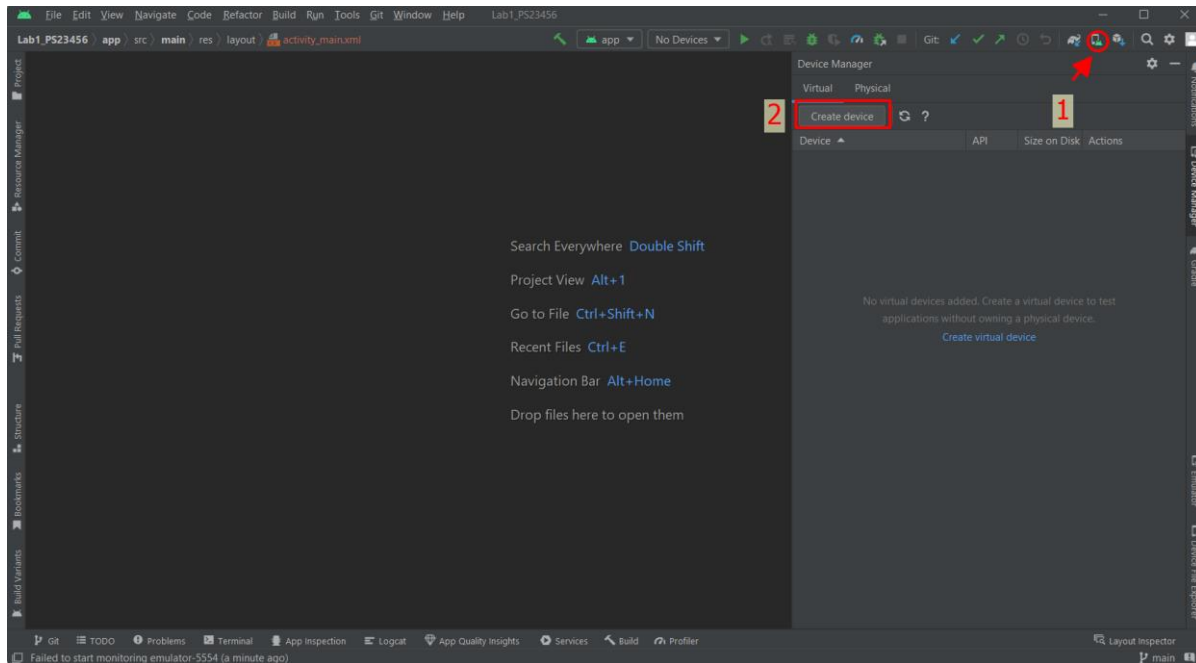 File Edit View Navigate Code Refactor Build Run Tools Git Window Help Lab1_PS23456
Lab1_PS23456 app src main res layout activity_main.xml app No Devices Git:
Project
Resource Manager
Commit
Pull Requests
Structure
Bookmarks
Build Variants
Search Everywhere Double Shift
Project View Alt+1
Go to File Ctrl+Shift+N
Recent Files Ctrl+E
Navigation Bar Alt+Home
Drop files here to open them
Device Manager
Virtual Physical
1
2
Create device ?
Device API Size on Disk Actions
No virtual devices added. Create a virtual device to test
applications without owning a physical device.
Create virtual device
Notifications
Device Manager
Gradle
Emulator
Device File Explorer
Git TODO Problems Terminal App Inspection Logcat App Quality Insights Services Build Profiler Layout Inspector
Failed to start monitoring emulator-5554 (a minute ago) main